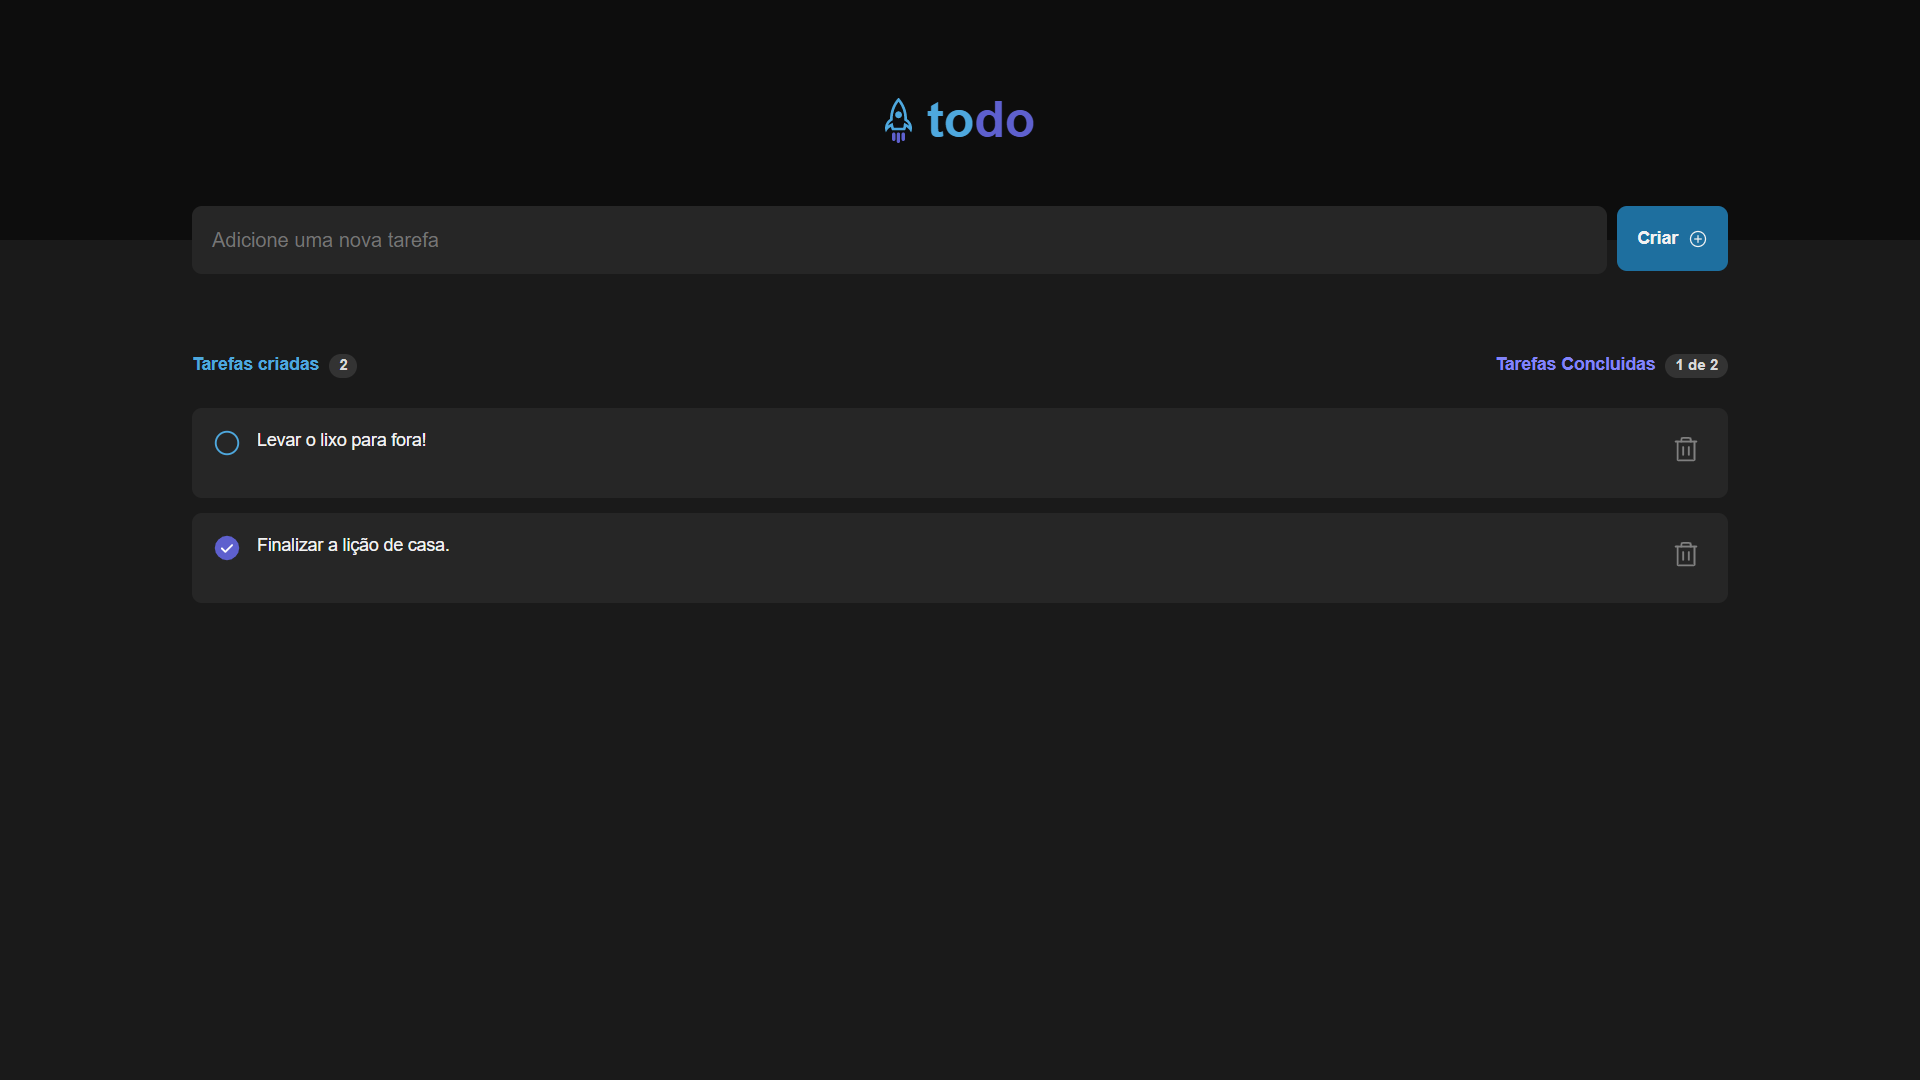 todo
Adicione uma nova tarefa
Criar
Tarefas criadas 2
Tarefas Concluidas 1 de 2
Levar o lixo para fora!
Finalizar a lição de casa.